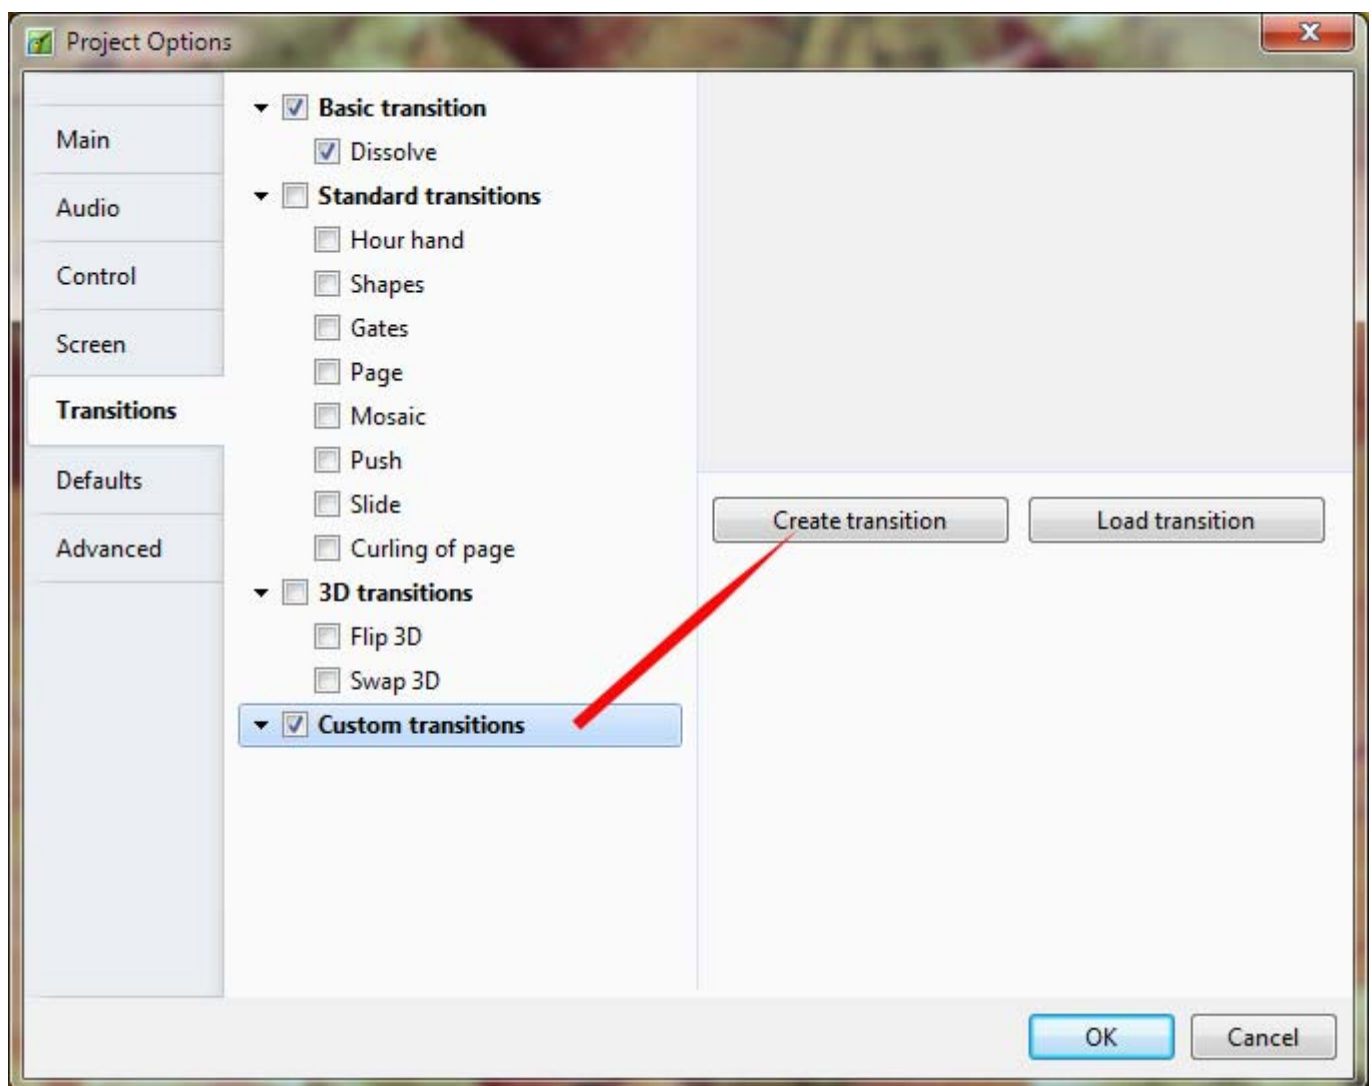 Project Options
Main
Audio
Control
Screen
Transitions
Defaults
Advanced
Basic transition
Dissolve
Standard transitions
Hour hand
Shapes
Gates
Page
Mosaic
Push
Slide
Curling of page
3D transitions
Flip 3D
Swap 3D
Custom transitions
Create transition
Load transition
OK
Cancel